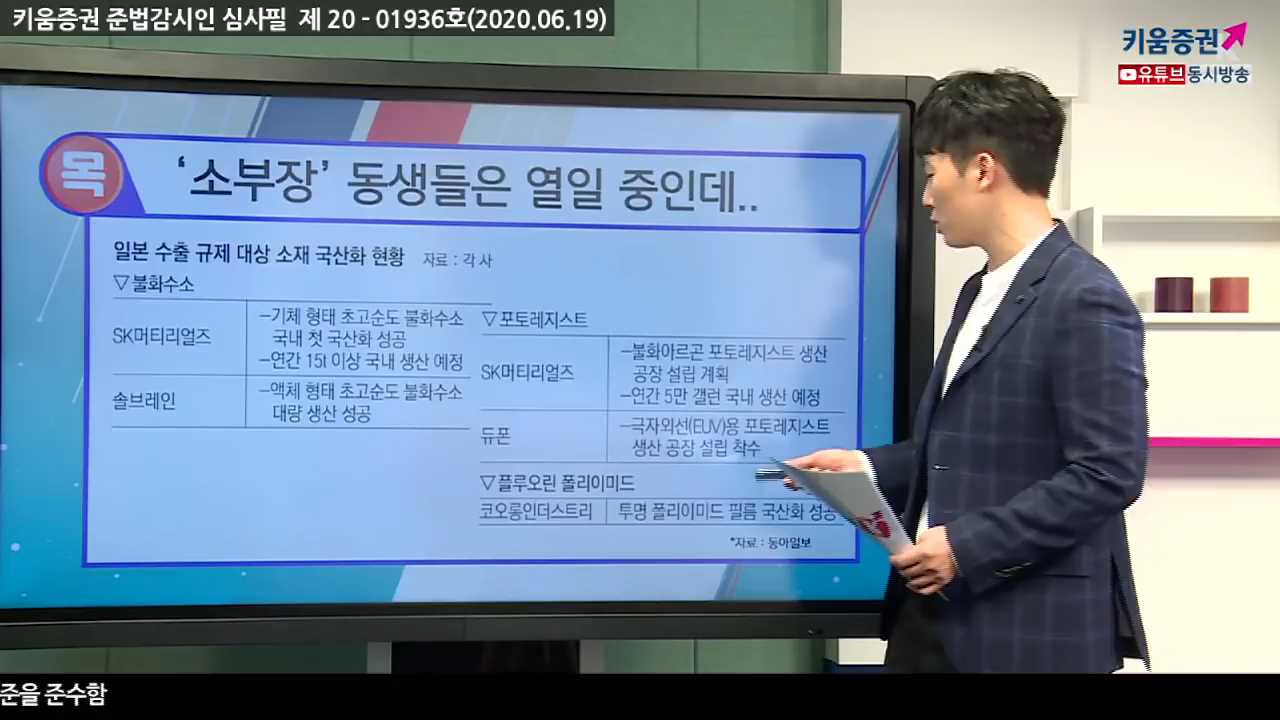 키움증권 준법감시인 심사필 제 20 - 01936호(2020.06.19)
키움증권
유튜브동시방송
목
‘소부장’ 동생들은 열일 중인데..
일본 수출 규제 대상 소재 국산화 현황 자료 : 각 사
▽불화수소
SK머티리얼즈
–기체 형태 초고순도 불화수소
국내 첫 국산화 성공
–연간 15t 이상 국내 생산 예정
솔브레인
–액체 형태 초고순도 불화수소
대량 생산 성공
▽포토레지스트
SK머티리얼즈
–불화아르곤 포토레지스트 생산
공장 설립 계획
–연간 5만 갤런 국내 생산 예정
듀폰
–극자외선(EUV)용 포토레지스트
생산 공장 설립 착수
▽플루오린 폴리이미드
코오롱인더스트리 투명 폴리이미드 필름 국산화 성공
*자료 : 동아일보
준을 준수함